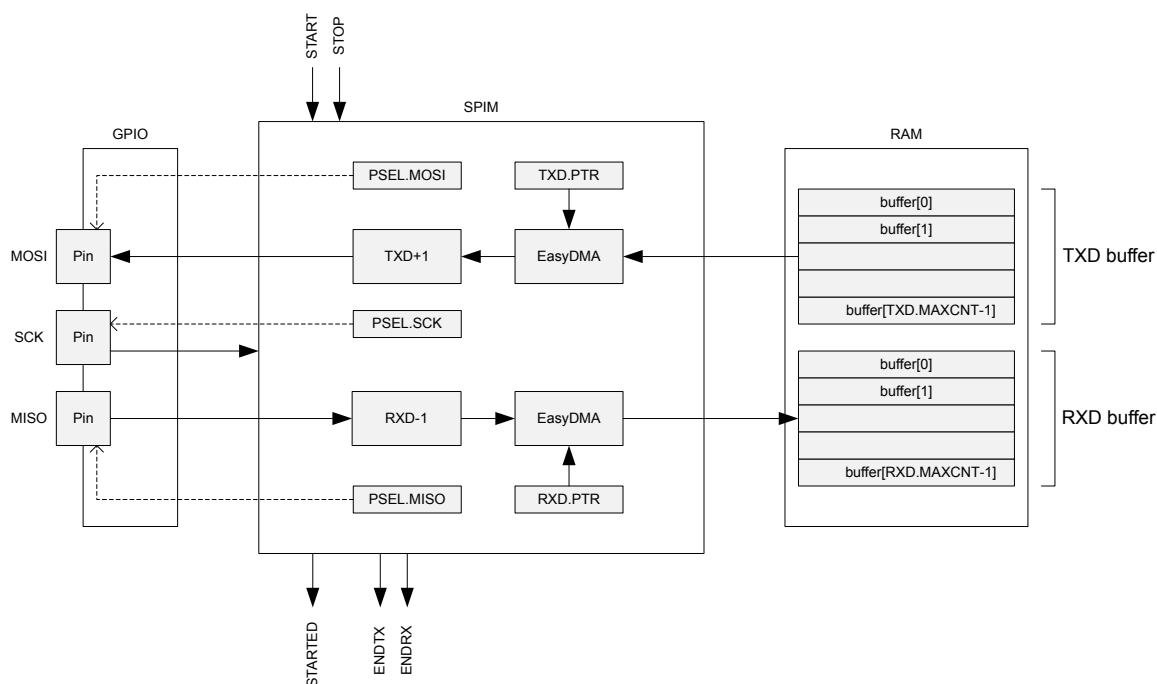 START
STOP
SPIM
GPIO
RAM
PSEL.MOSI
TXD.PTR
buffer[0]
buffer[1]
MOSI
Pin
TXD+1
EasyDMA
TXD buffer
buffer[TXD.MAXCNT-1]
SCK
Pin
PSEL.SCK
buffer[0]
buffer[1]
MISO
Pin
RXD-1
EasyDMA
RXD buffer
buffer[RXD.MAXCNT-1]
PSEL.MISO
RXD.PTR
STARTED
ENDTX
ENDRX